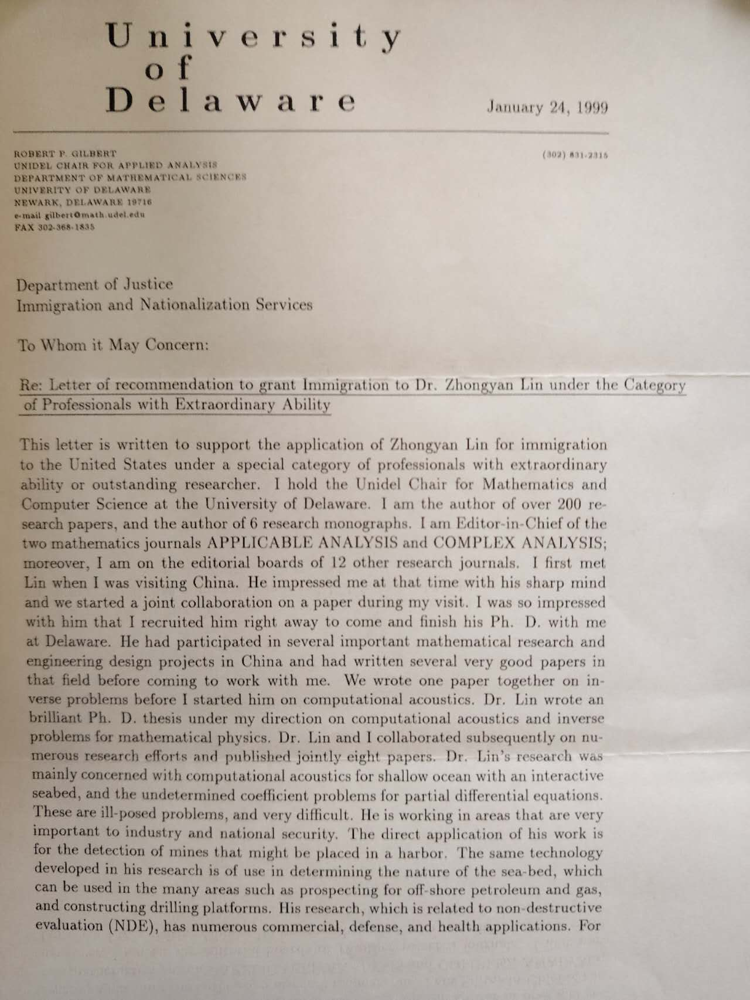 University
of
Delaware
January 24, 1999
ROBERT P. GILBERT
(302) 831-2315
UNIDEL CHAIR FOR APPLIED ANALYSIS
DEPARTMENT OF MATHEMATICAL SCIENCES
UNIVERITY OF DELAWARE
NEWARK, DELAWARE 19716
e-mail gilbert@math.udel.edu
FAX 302-368-1835
Department of Justice
Immigration and Nationalization Services
To Whom it May Concern:
Re: Letter of recommendation to grant Immigration to Dr. Zhongyan Lin under the Category
of Professionals with Extraordinary Ability
This letter is written to support the application of Zhongyan Lin for immigration
to the United States under a special category of professionals with extraordinary
ability or outstanding researcher. I hold the Unidel Chair for Mathematics and
Computer Science at the University of Delaware. I am the author of over 200 re-
search papers, and the author of 6 research monographs. I am Editor-in-Chief of the
two mathematics journals APPLICABLE ANALYSIS and COMPLEX ANALYSIS;
moreover, I am on the editorial boards of 12 other research journals. I first met
Lin when I was visiting China. He impressed me at that time with his sharp mind
and we started a joint collaboration on a paper during my visit. I was so impressed
with him that I recruited him right away to come and finish his Ph. D. with me
at Delaware. He had participated in several important mathematical research and
engineering design projects in China and had written several very good papers in
that field before coming to work with me. We wrote one paper together on in-
verse problems before I started him on computational acoustics. Dr. Lin wrote an
brilliant Ph. D. thesis under my direction on computational acoustics and inverse
problems for mathematical physics. Dr. Lin and I collaborated subsequently on nu-
merous research efforts and published jointly eight papers. Dr. Lin's research was
mainly concerned with computational acoustics for shallow ocean with an interactive
seabed, and the undetermined coefficient problems for partial differential equations.
These are ill-posed problems, and very difficult. He is working in areas that are very
important to industry and national security. The direct application of his work is
for the detection of mines that might be placed in a harbor. The same technology
developed in his research is of use in determining the nature of the sea-bed, which
can be used in the many areas such as prospecting for off-shore petroleum and gas,
and constructing drilling platforms. His research, which is related to non-destructive
evaluation (NDE), has numerous commercial, defense, and health applications. For